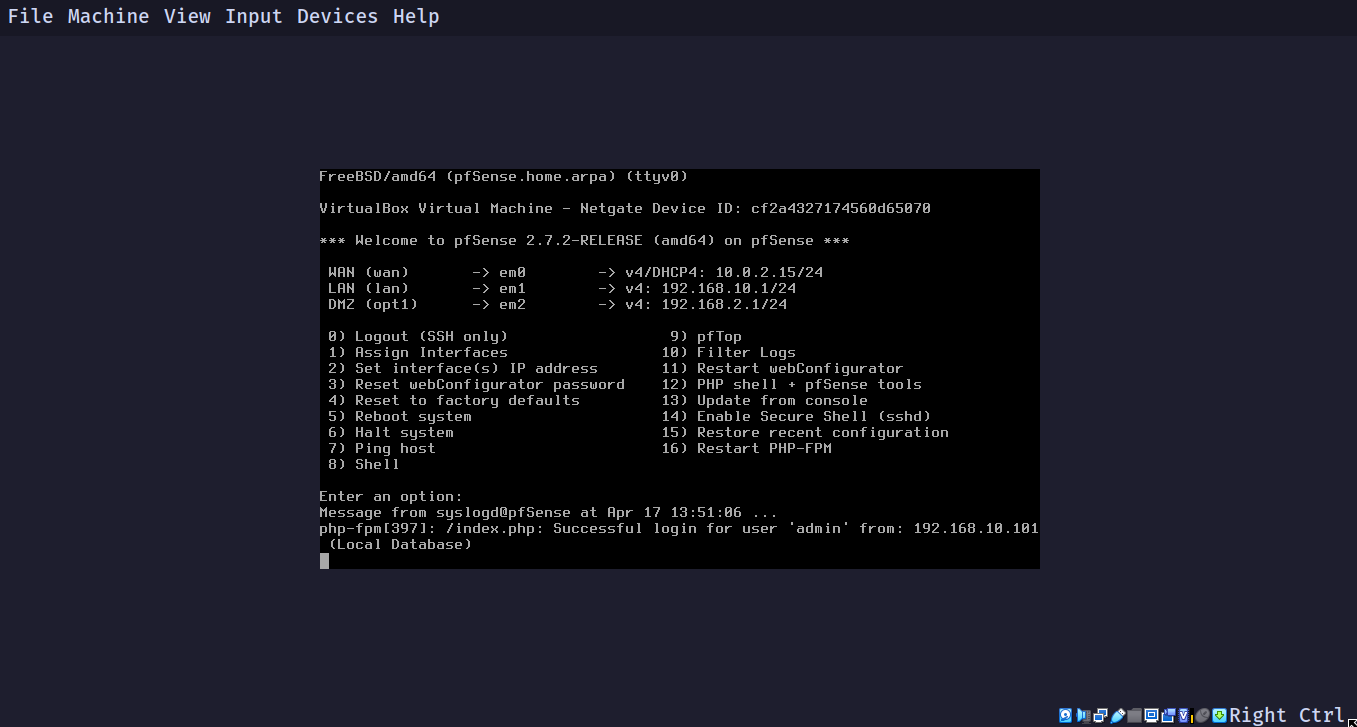 File Machine View Input Devices Help
FreeBSD/amd64 (pfSense.home.arpa) (ttyv0)
VirtualBox Virtual Machine - Netgate Device ID: cf2a4327174560d65070
*** Welcome to pfSense 2.7.2-RELEASE (amd64) on pfSense ***
WAN (wan)       -> em0        -> v4/DHCP4: 10.0.2.15/24
LAN (lan)       -> em1        -> v4: 192.168.10.1/24
DMZ (opt1)      -> em2        -> v4: 192.168.2.1/24
0) Logout (SSH only)                  9) pfTop
1) Assign Interfaces                 10) Filter Logs
2) Set interface(s) IP address       11) Restart webConfigurator
3) Reset webConfigurator password    12) PHP shell + pfSense tools
4) Reset to factory defaults         13) Update from console
5) Reboot system                     14) Enable Secure Shell (sshd)
6) Halt system                       15) Restore recent configuration
7) Ping host                         16) Restart PHP-FPM
8) Shell
Enter an option:
Message from syslogd@pfSense at Apr 17 13:51:06 ...
php-fpm[397]: /index.php: Successful login for user 'admin' from: 192.168.10.101
(Local Database)
Right Ctrl